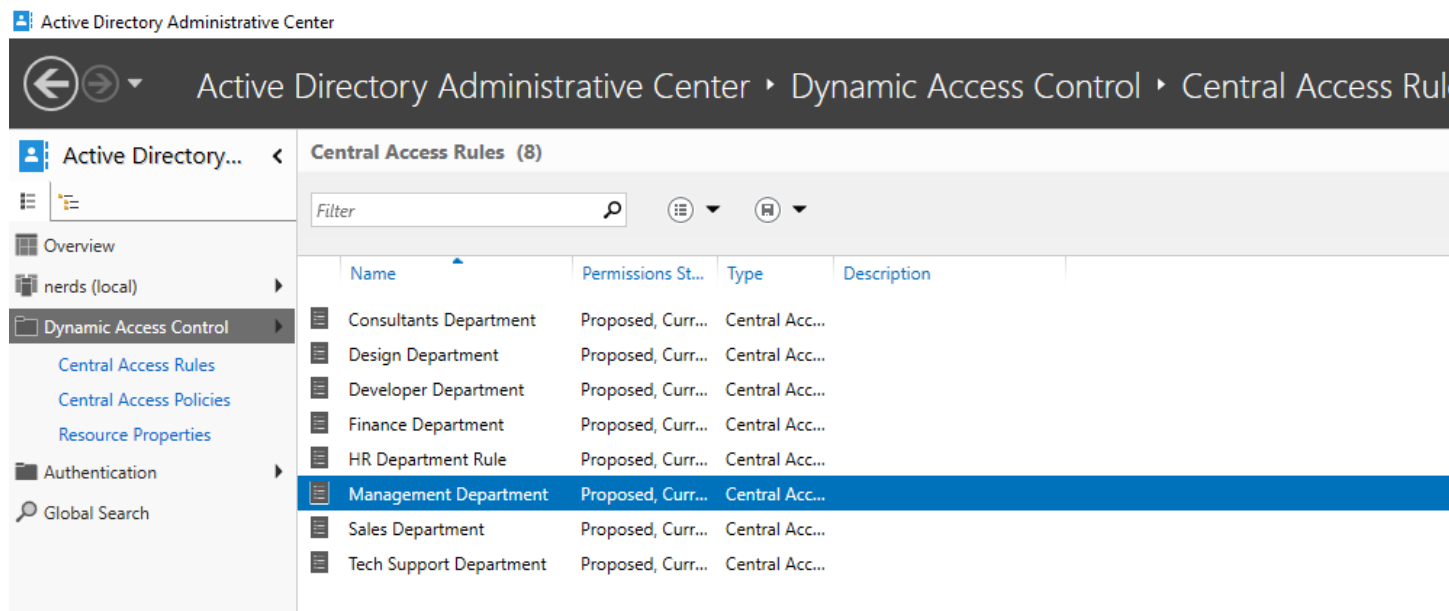 Active Directory Administrative Center
Active Directory Administrative Center ‣ Dynamic Access Control ‣ Central Access Rul
Active Directory...
Overview
nerds (local)
Dynamic Access Control
Central Access Rules
Central Access Policies
Resource Properties
Authentication
Global Search
Central Access Rules (8)
Filter
Name Permissions St... Type Description
Consultants Department Proposed, Curr... Central Acc...
Design Department Proposed, Curr... Central Acc...
Developer Department Proposed, Curr... Central Acc...
Finance Department Proposed, Curr... Central Acc...
HR Department Rule Proposed, Curr... Central Acc...
Management Department Proposed, Curr... Central Acc...
Sales Department Proposed, Curr... Central Acc...
Tech Support Department Proposed, Curr... Central Acc...